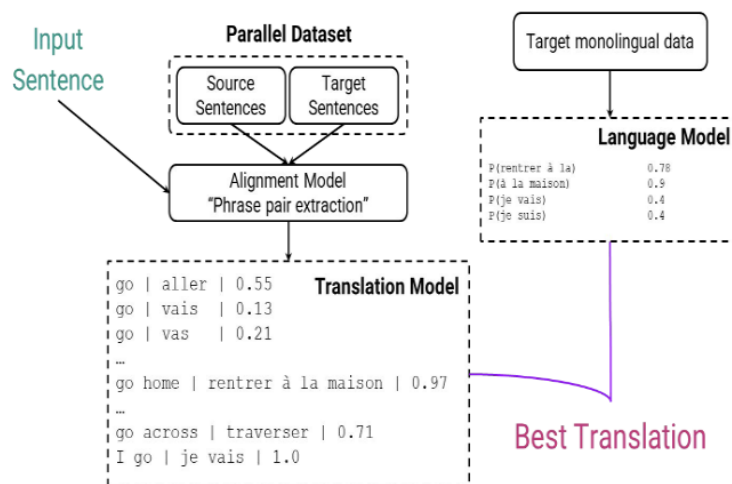 Input
Sentence
Parallel Dataset
Source
Sentences
Target
Sentences
Alignment Model
“Phrase pair extraction”
go | aller | 0.55
Translation Model
go | vais | 0.13
go | vas | 0.21
…
go home | rentrer à la maison | 0.97
…
go across | traverser | 0.71
I go | je vais | 1.0
Target monolingual data
Language Model
P(rentrer à la) 0.78
P(à la maison) 0.9
P(je vais) 0.4
P(je suis) 0.4
Best Translation